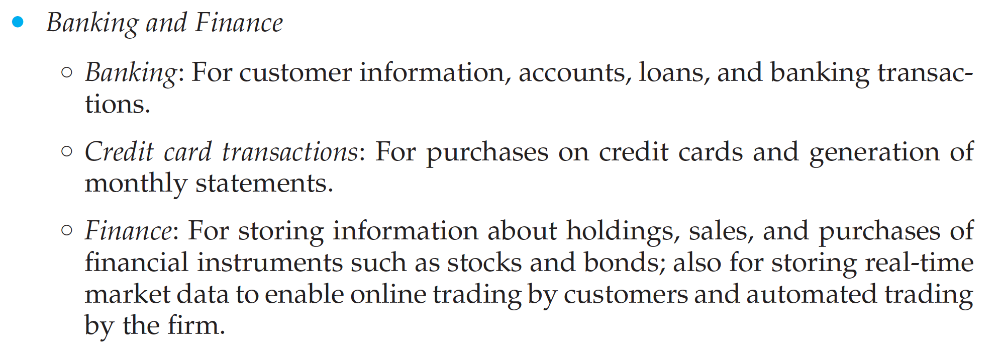 • Banking and Finance
○ Banking: For customer information, accounts, loans, and banking transac-
tions.
○ Credit card transactions: For purchases on credit cards and generation of
monthly statements.
○ Finance: For storing information about holdings, sales, and purchases of
financial instruments such as stocks and bonds; also for storing real-time
market data to enable online trading by customers and automated trading
by the firm.